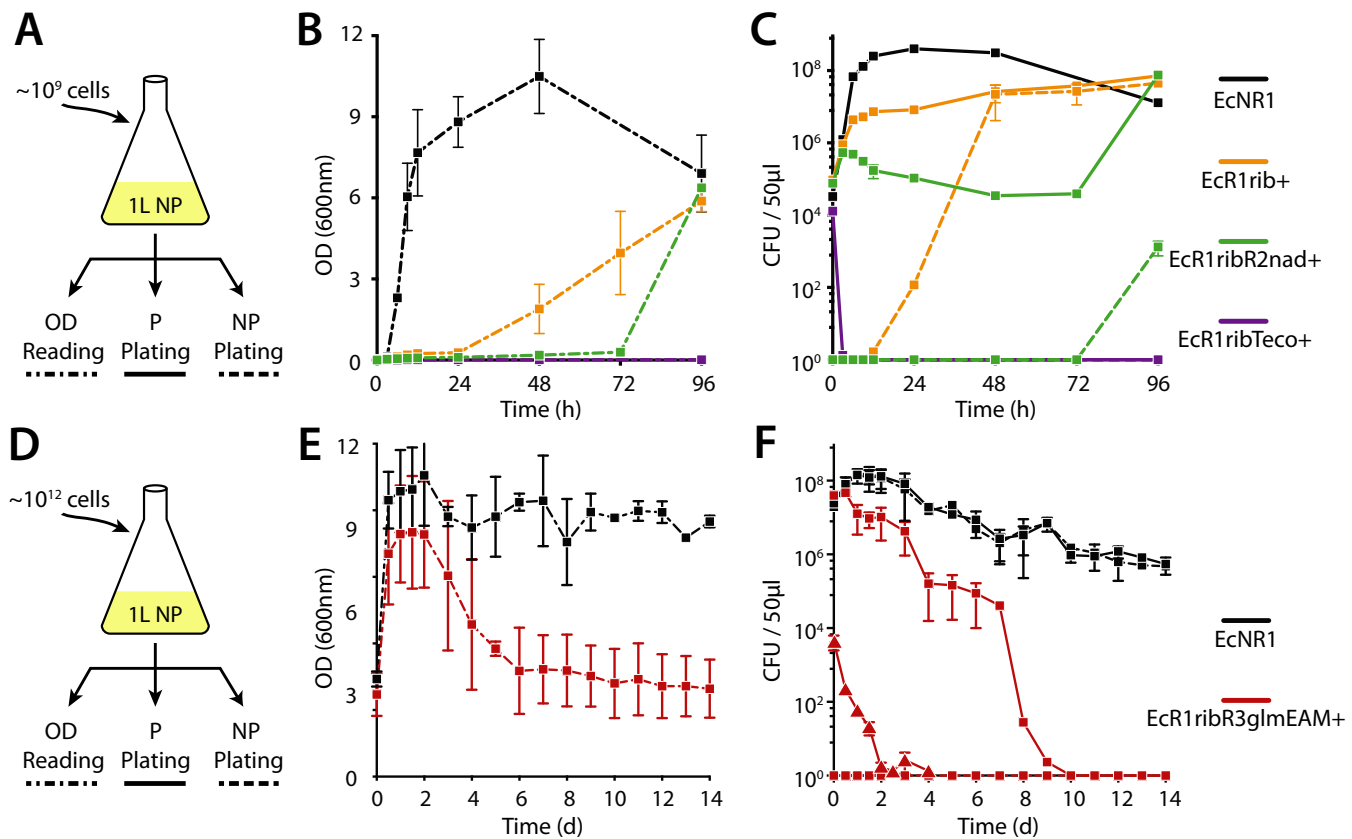 A
~10⁹ cells
1L NP
OD Reading
P Plating
NP Plating
B
OD (600nm)
12
9
6
3
0
0 24 48 72 96
Time (h)
C
CFU / 50µl
10⁸
10⁶
10⁴
10²
10⁰
0 24 48 72 96
Time (h)
EcNR1
EcR1rib+
EcR1ribR2nad+
EcR1ribTeco+
D
~10¹² cells
1L NP
OD Reading
P Plating
NP Plating
E
OD (600nm)
12
9
6
3
0
0 2 4 6 8 10 12 14
Time (d)
F
CFU / 50µl
10⁸
10⁶
10⁴
10²
10⁰
0 2 4 6 8 10 12 14
Time (d)
EcNR1
EcR1ribR3glmEAM+